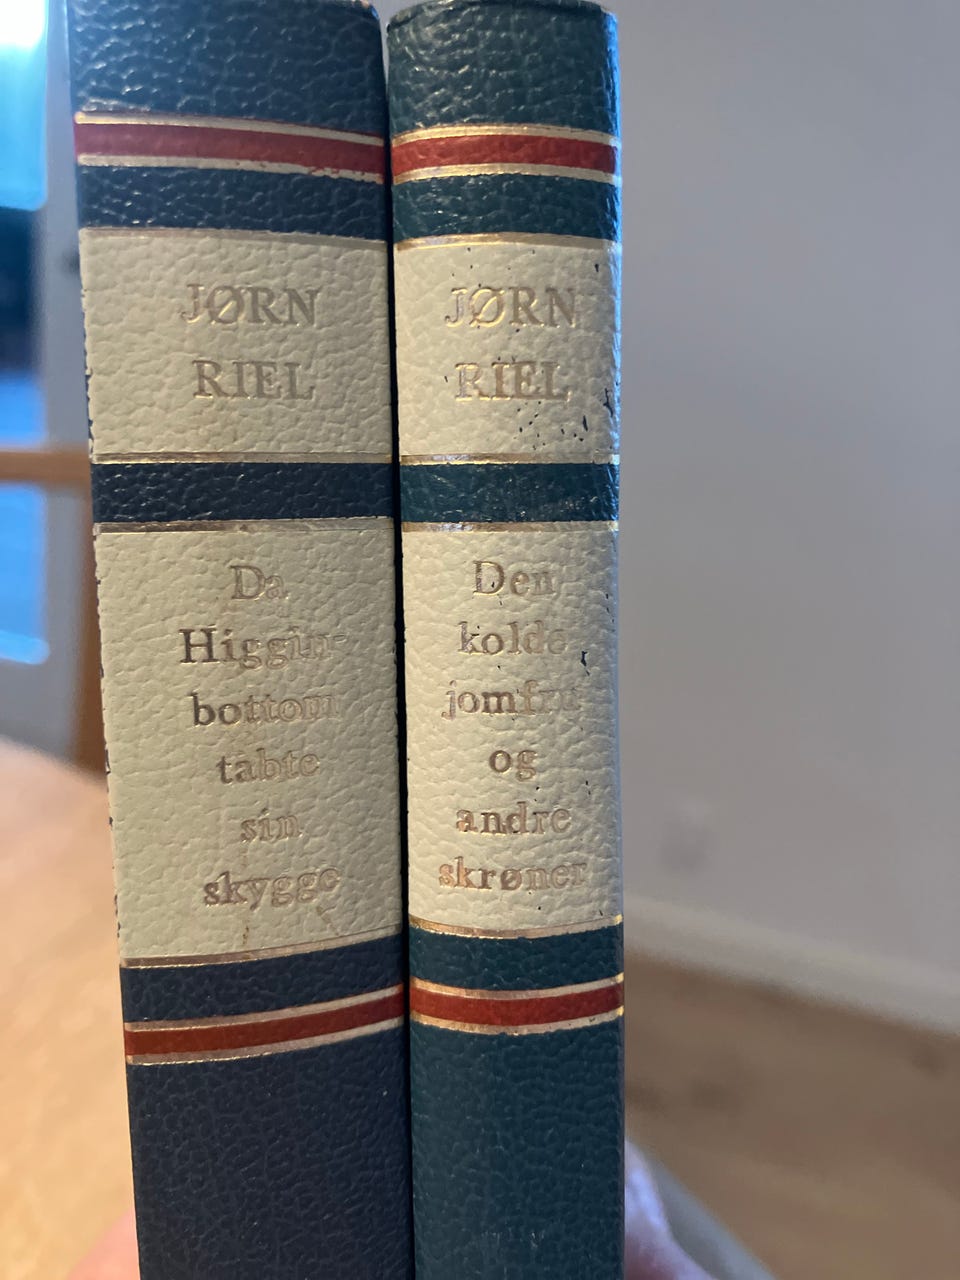 JØRN
RIEL
Da
Higgin-
bottom
tabte
sin
skygge
JØRN
RIEL
Den
kolde
jomfru
og
andre
skrøner